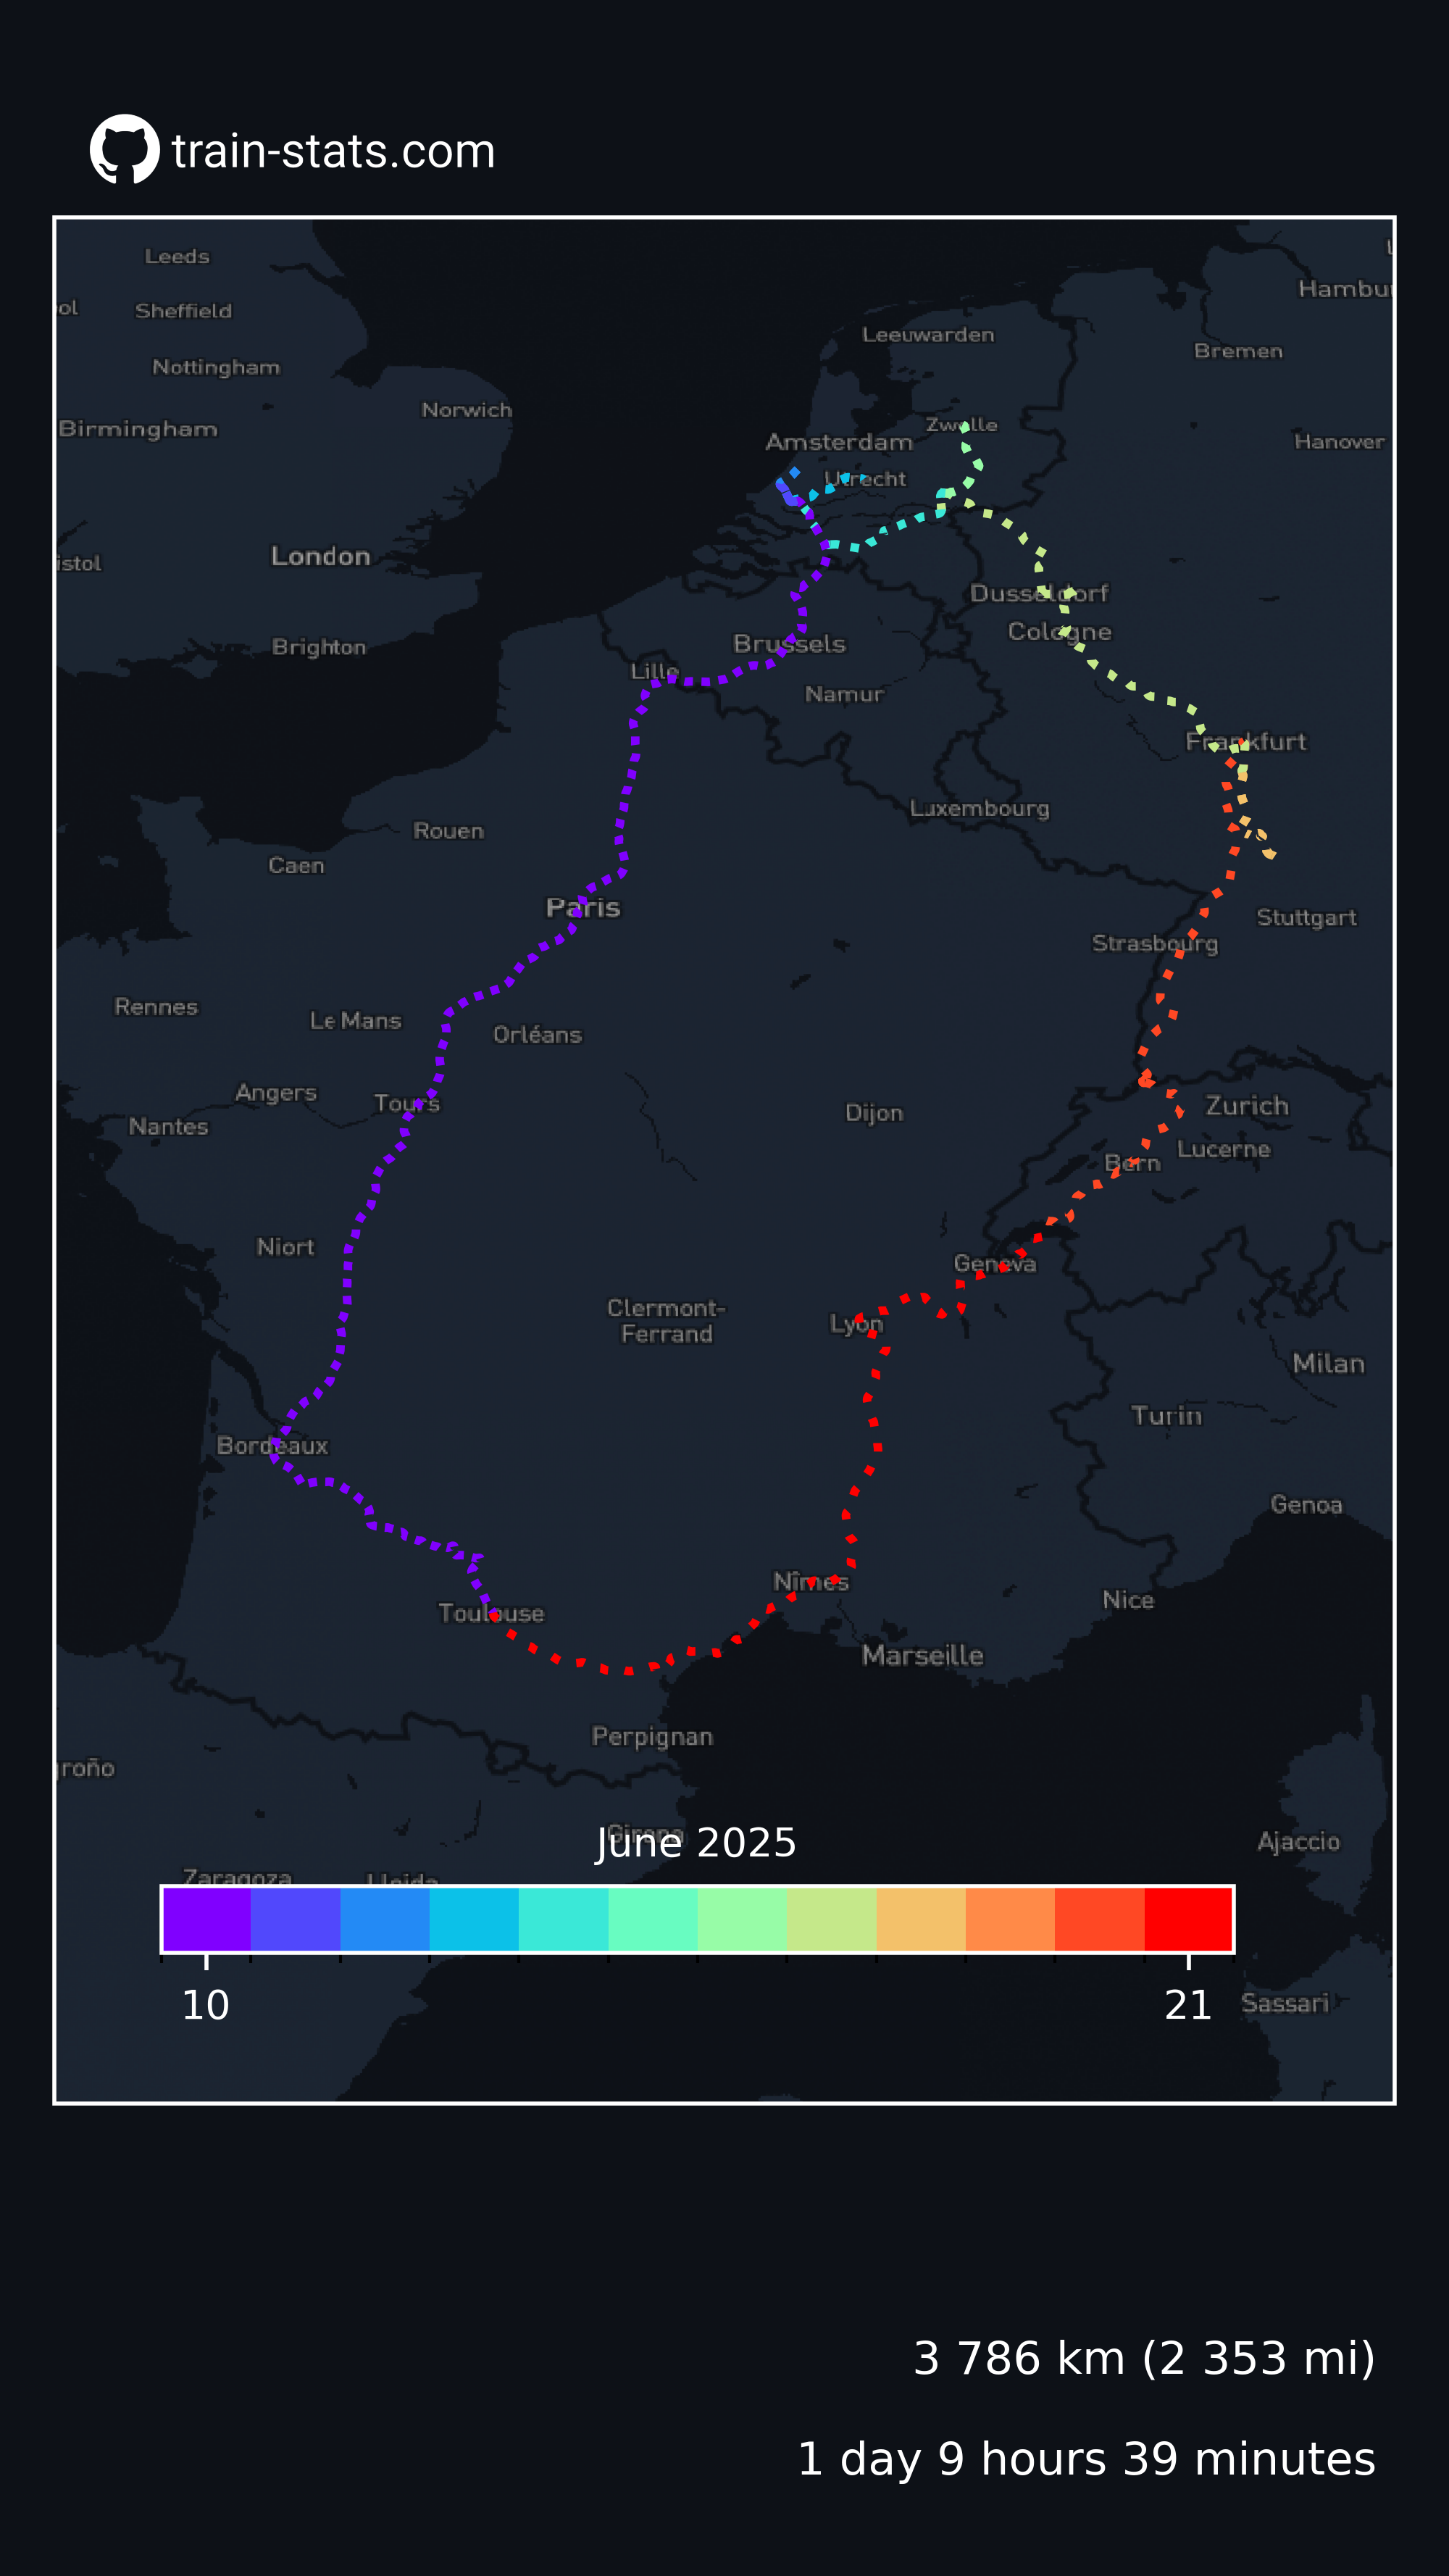 train-stats.com
Leeds
Hambu
ol
Sheffield
Leeuwarden
Bremen
Nottingham
Norwich
Zwolle
Birmingham
Amsterdam
Hanover
Utrecht
London
istol
Dusseldorf
Cologne
Brighton
Brussels
Lille
Namur
Frankfurt
Luxembourg
Rouen
Caen
Paris
Stuttgart
Strasbourg
Rennes
Le Mans
Orléans
Angers
Tours
Dijon
Zurich
Nantes
Lucerne
Bern
Niort
Geneva
Clermont-
Ferrand
Lyon
Milan
Turin
Bordeaux
Genoa
Nîmes
Nice
Toulouse
Marseille
Perpignan
groño
Girona
June 2025
Ajaccio
Zaragoza
Lleida
10
21
Sassari
3 786 km (2 353 mi)
1 day 9 hours 39 minutes